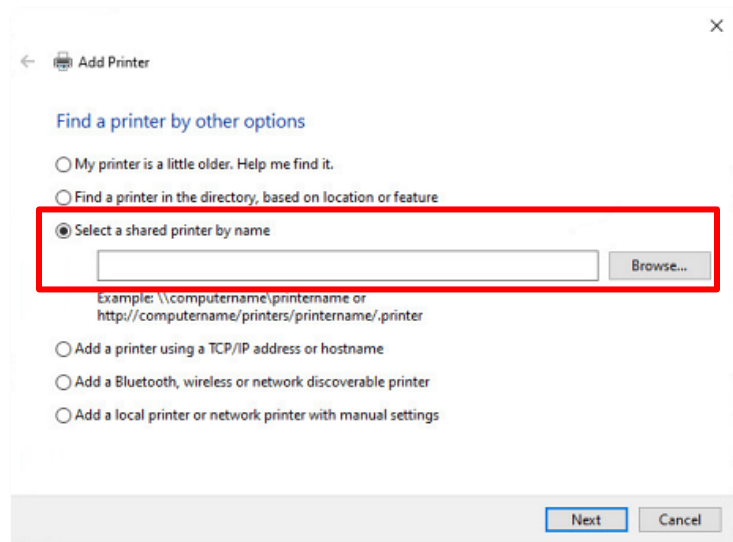 Add Printer
Find a printer by other options
My printer is a little older. Help me find it.
Find a printer in the directory, based on location or feature
Select a shared printer by name
Browse...
Example: \\computername\printername or
http://computername/printers/printername/.printer
Add a printer using a TCP/IP address or hostname
Add a Bluetooth, wireless or network discoverable printer
Add a local printer or network printer with manual settings
Next Cancel